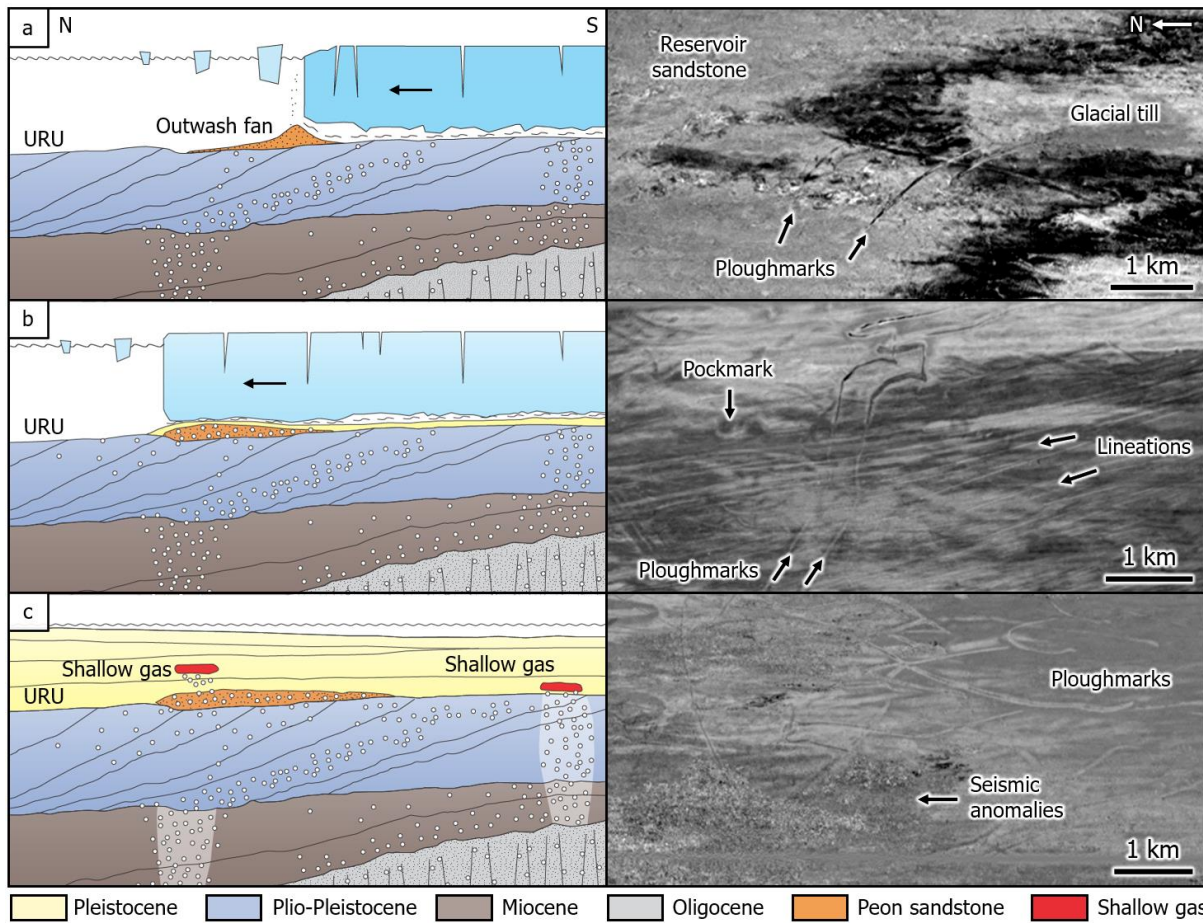 a
N
S
URU
Outwash fan
Reservoir
sandstone
N
Glacial till
Ploughmarks
1 km
b
URU
Pockmark
Lineations
Ploughmarks
1 km
c
Shallow gas
Shallow gas
URU
Ploughmarks
Seismic
anomalies
1 km
Pleistocene
Plio-Pleistocene
Miocene
Oligocene
Peon sandstone
Shallow gas